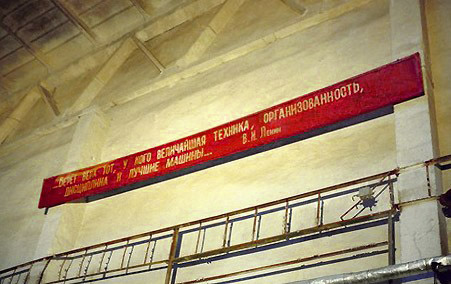 ...БЕРЕТ ВЕРХ ТОТ, У КОГО ВЕЛИЧАЙШАЯ ТЕХНИКА, ОРГАНИЗОВАННОСТЬ,
ДИСЦИПЛИНА И ЛУЧШИЕ МАШИНЫ...
В.И. Ленин